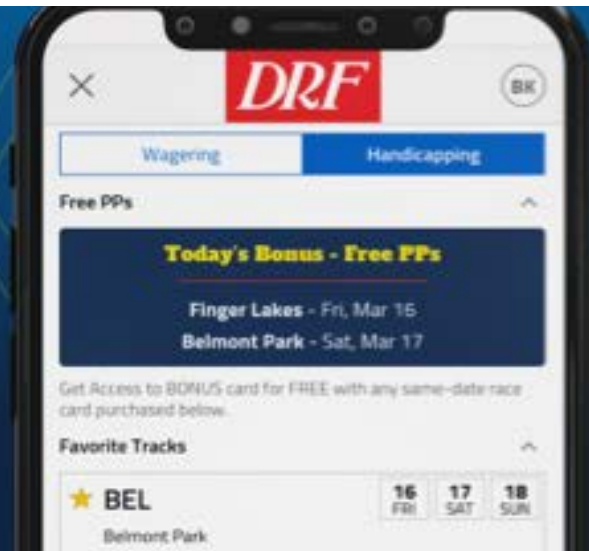 DRF
BK
Wagering
Handicapping
Free PPs
Today's Bonus - Free PPs
Finger Lakes - Fri, Mar 16
Belmont Park - Sat, Mar 17
Get Access to BONUS card for FREE with any same-date race
card purchased below.
Favorite Tracks
BEL
16 17 18
FRI SAT SUN
Belmont Park